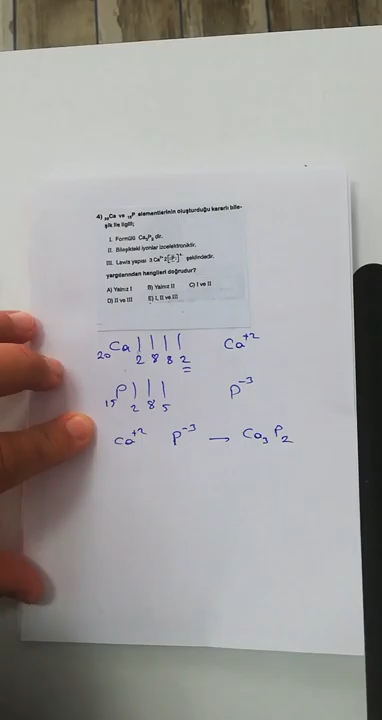 4) ₂₀Ca ve ₁₅P elementlerinin oluşturduğu kararlı bile-
şik ile ilgili;
I. Formülü Ca₃P₂ dir.
II. Bileşikteki iyonlar izoelektroniktir.
III. Lewis yapısı 3 Ca²⁺ 2[:P:]³⁻ şeklindedir.
yargılarından hangileri doğrudur?
A) Yalnız I B) Yalnız II C) I ve II
D) II ve III E) I, II ve III
₂₀Ca ) ) ) ) Ca⁺²
2 8 8 2
₁₅P ) ) ) P⁻³
2 8 5
Ca⁺² P⁻³ → Ca₃P₂